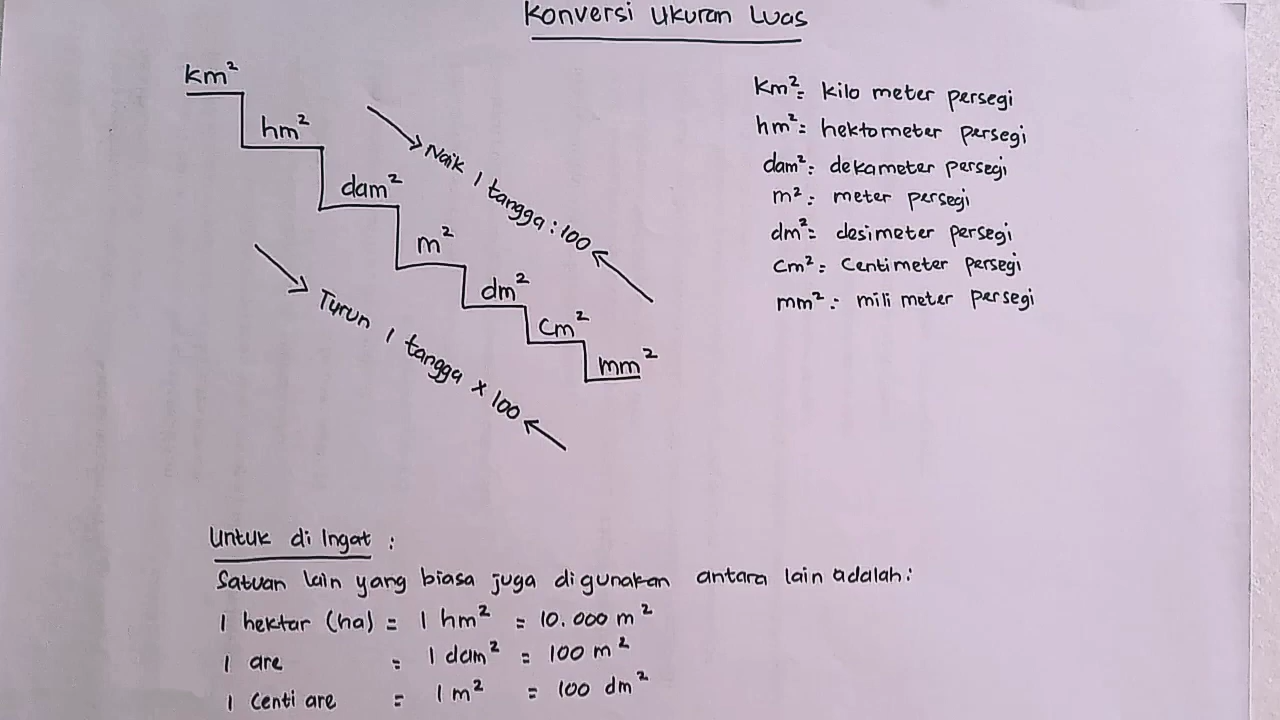 Konversi Ukuran Luas
km²
hm²
dam²
m²
dm²
cm²
mm²
Naik 1 tangga : 100
Turun 1 tangga x 100
km² = kilo meter persegi
hm² = hektometer persegi
dam² = dekameter persegi
m² = meter persegi
dm² = desimeter persegi
cm² = Centimeter persegi
mm² = mili meter persegi
Untuk di Ingat :
Satuan lain yang biasa juga digunakan antara lain adalah :
1 hektar (ha) = 1 hm² = 10.000 m²
1 are = 1 dam² = 100 m²
1 Centi are = 1 m² = 100 dm²